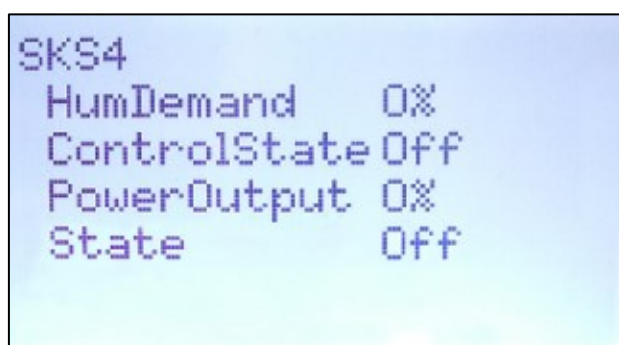 SKS4
HumDemand 0%
ControlState Off
PowerOutput 0%
State Off